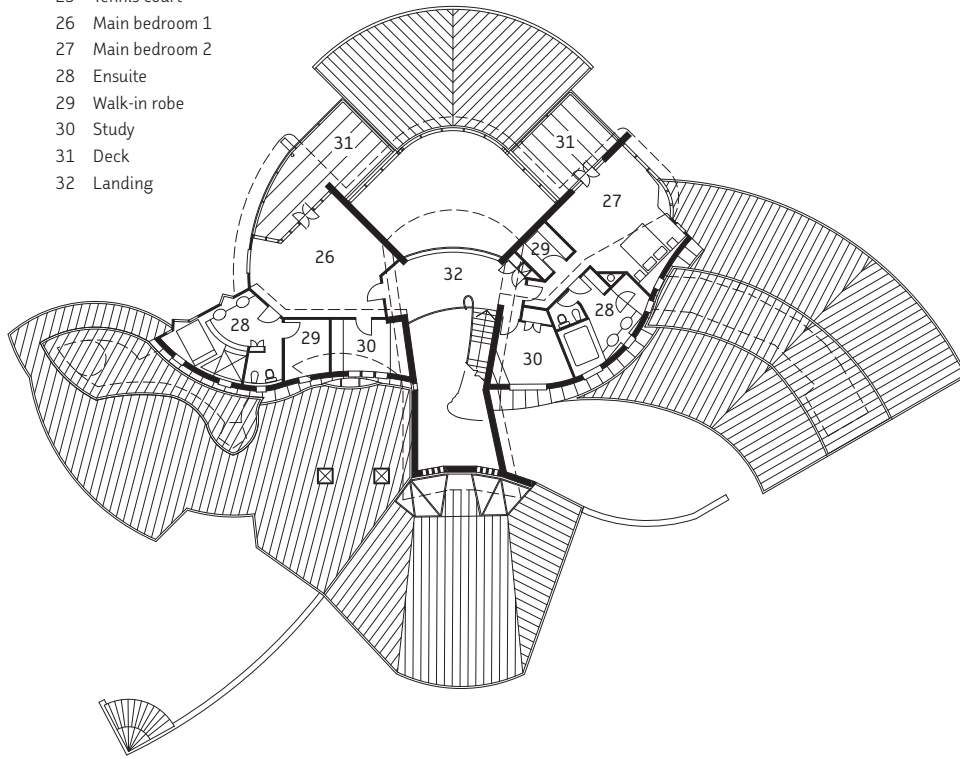 25 Tennis court
26 Main bedroom 1
27 Main bedroom 2
28 Ensuite
29 Walk-in robe
30 Study
31 Deck
32 Landing
31
31
27
29
26
32
28
28
29
30
30